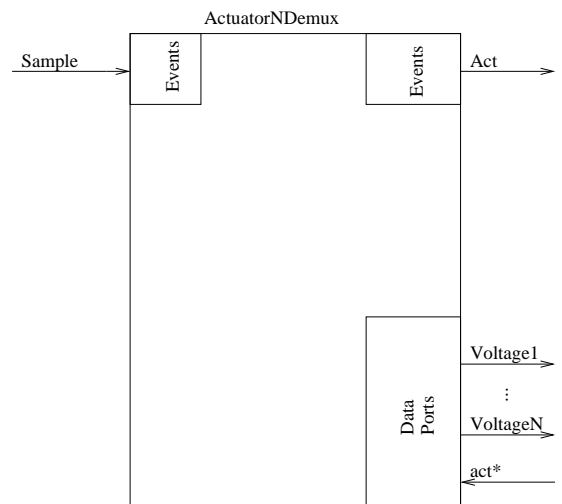 ActuatorNDemux
Sample
Events
Events
Act
Data
Ports
Voltage1
...
VoltageN
act*